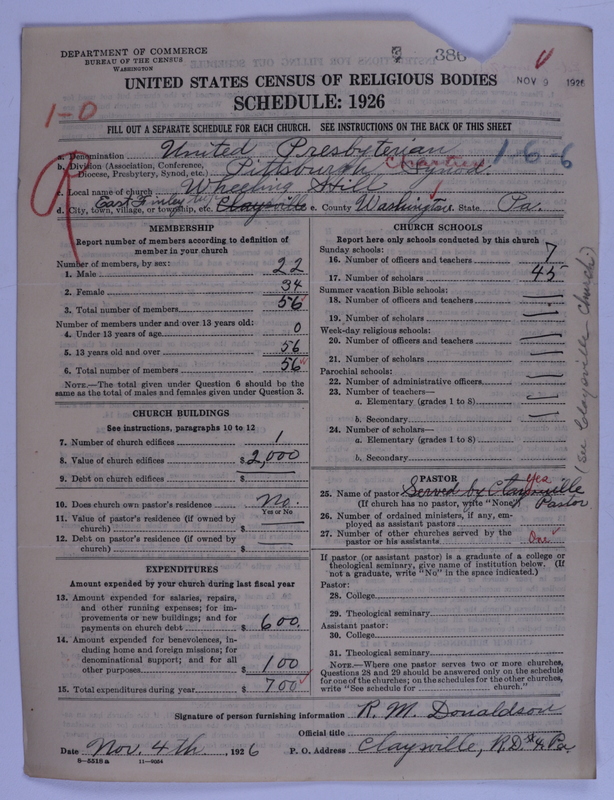 DEPARTMENT OF COMMERCE
BUREAU OF THE CENSUS
WASHINGTON
386
NOV 9 1926
UNITED STATES CENSUS OF RELIGIOUS BODIES
SCHEDULE: 1926
1-0
FILL OUT A SEPARATE SCHEDULE FOR EACH CHURCH. SEE INSTRUCTIONS ON THE BACK OF THIS SHEET
a. Denomination United Presbyterian
b. Division (Association, Conference, Diocese, Presbytery, Synod, etc.) Pittsburgh Synod Chartiers 1 6 6
c. Local name of church Wheeling Hill
d. City, town, village, or township, etc. East Finley Claysville e. County Washington State Pa.
MEMBERSHIP
Report number of members according to definition of
member in your church
Number of members, by sex:
1. Male 22
2. Female 34
3. Total number of members 56
Number of members under and over 13 years old:
4. Under 13 years of age 0
5. 13 years old and over 56
6. Total number of members 56
NOTE.—The total given under Question 6 should be the
same as the total of males and females given under Question 3.
CHURCH BUILDINGS
See instructions, paragraphs 10 to 12
7. Number of church edifices 1
8. Value of church edifices $2,000
9. Debt on church edifices $ —
10. Does church own pastor's residence No.
Yes or No
11. Value of pastor's residence (if owned by
church) $ —
12. Debt on pastor's residence (if owned by
church) $ —
EXPENDITURES
Amount expended by your church during last fiscal year
13. Amount expended for salaries, repairs,
and other running expenses; for im-
provements or new buildings; and for
payments on church debt $ 600.
14. Amount expended for benevolences, in-
cluding home and foreign missions; for
denominational support; and for all
other purposes $ 100
15. Total expenditures during year $ 700
CHURCH SCHOOLS
Report here only schools conducted by this church
Sunday schools:
16. Number of officers and teachers 7
17. Number of scholars 45
Summer vacation Bible schools:
18. Number of officers and teachers —
19. Number of scholars —
Week-day religious schools:
20. Number of officers and teachers —
21. Number of scholars —
Parochial schools:
22. Number of administrative officers —
23. Number of teachers—
a. Elementary (grades 1 to 8) —
b. Secondary —
24. Number of scholars—
a. Elementary (grades 1 to 8)
b. Secondary
(see Claysville church)
PASTOR
Yes
25. Name of pastor Served by Claysville
(If church has no pastor, write "None") Pastor
26. Number of ordained ministers, if any, em-
ployed as assistant pastors
27. Number of other churches served by the
pastor or his assistants One
If pastor (or assistant pastor) is a graduate of a college or
theological seminary, give name of institution below. (If
not a graduate, write "No" in the space indicated.)
Pastor:
28. College
29. Theological seminary
Assistant pastor:
30. College
31. Theological seminary
NOTE.—Where one pastor serves two or more churches,
Questions 28 and 29 should be answered only on the schedule
for one of the churches; on the schedules for the other churches,
write "See schedule for church."
Signature of person furnishing information R. M. Donaldson
Official title
Date Nov. 4th, 1926 P. O. Address Claysville, R.D. 4 Pa
8-5518 a 11-9054